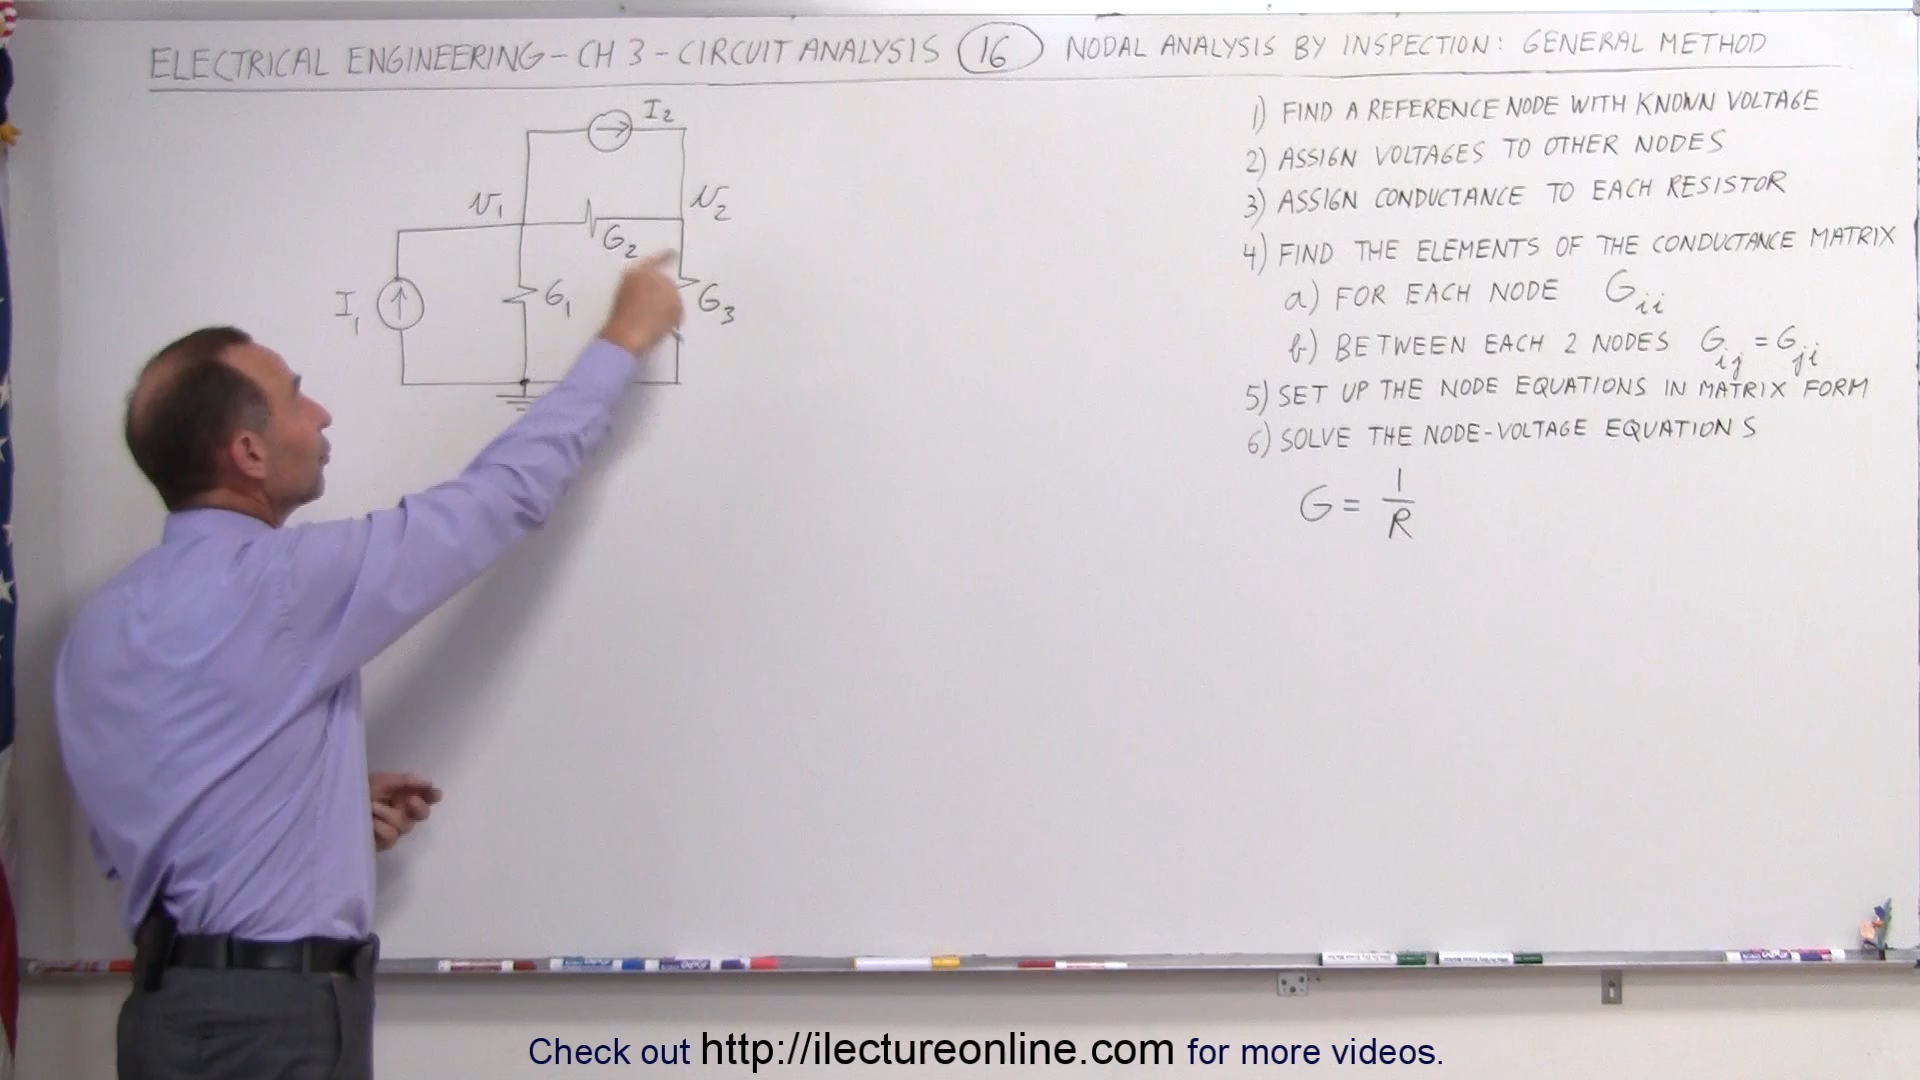 ELECTRICAL ENGINEERING - CH 3 - CIRCUIT ANALYSIS 16 NODAL ANALYSIS BY INSPECTION: GENERAL METHOD
I2
V1
V2
G2
I1
G1
G3
1) FIND A REFERENCE NODE WITH KNOWN VOLTAGE
2) ASSIGN VOLTAGES TO OTHER NODES
3) ASSIGN CONDUCTANCE TO EACH RESISTOR
4) FIND THE ELEMENTS OF THE CONDUCTANCE MATRIX
a) FOR EACH NODE Gii
b) BETWEEN EACH 2 NODES Gij = Gji
5) SET UP THE NODE EQUATIONS IN MATRIX FORM
6) SOLVE THE NODE-VOLTAGE EQUATIONS
G = 1/R
Check out http://ilectureonline.com for more videos.